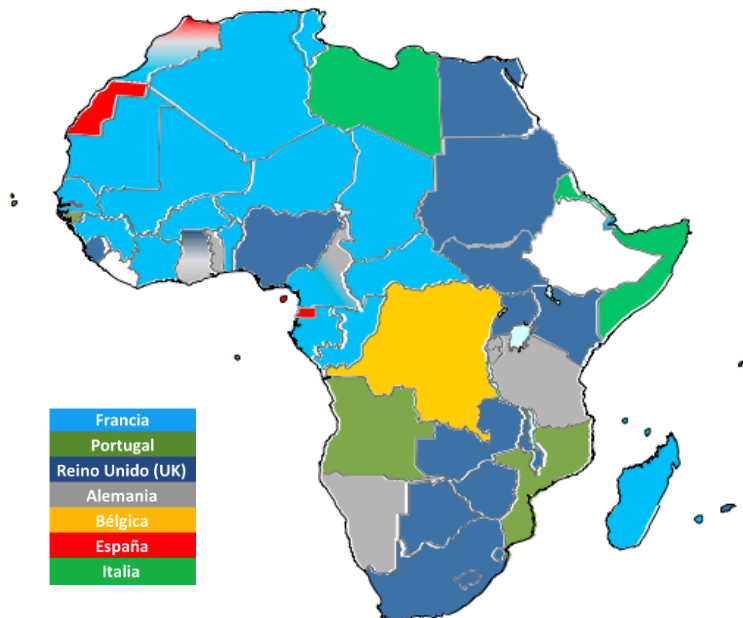 Francia
Portugal
Reino Unido (UK)
Alemania
Bélgica
España
Italia